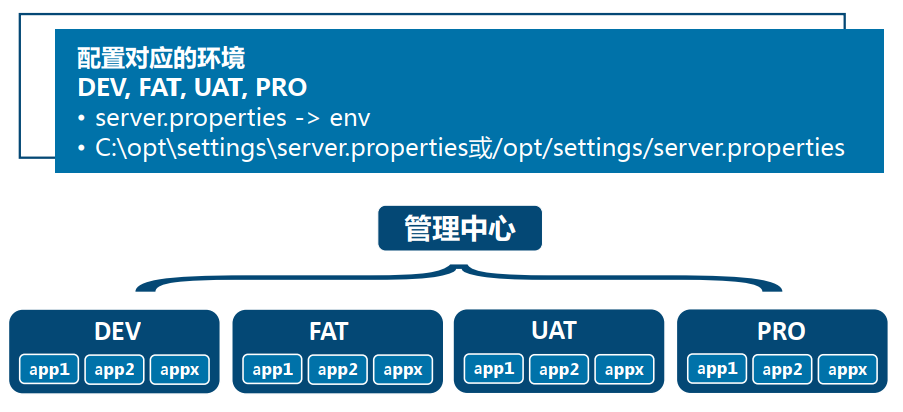 配置对应的环境
DEV, FAT, UAT, PRO
• server.properties -> env
• C:\opt\settings\server.properties或/opt/settings/server.properties
管理中心
DEV
app1 app2 appx
FAT
app1 app2 appx
UAT
app1 app2 appx
PRO
app1 app2 appx